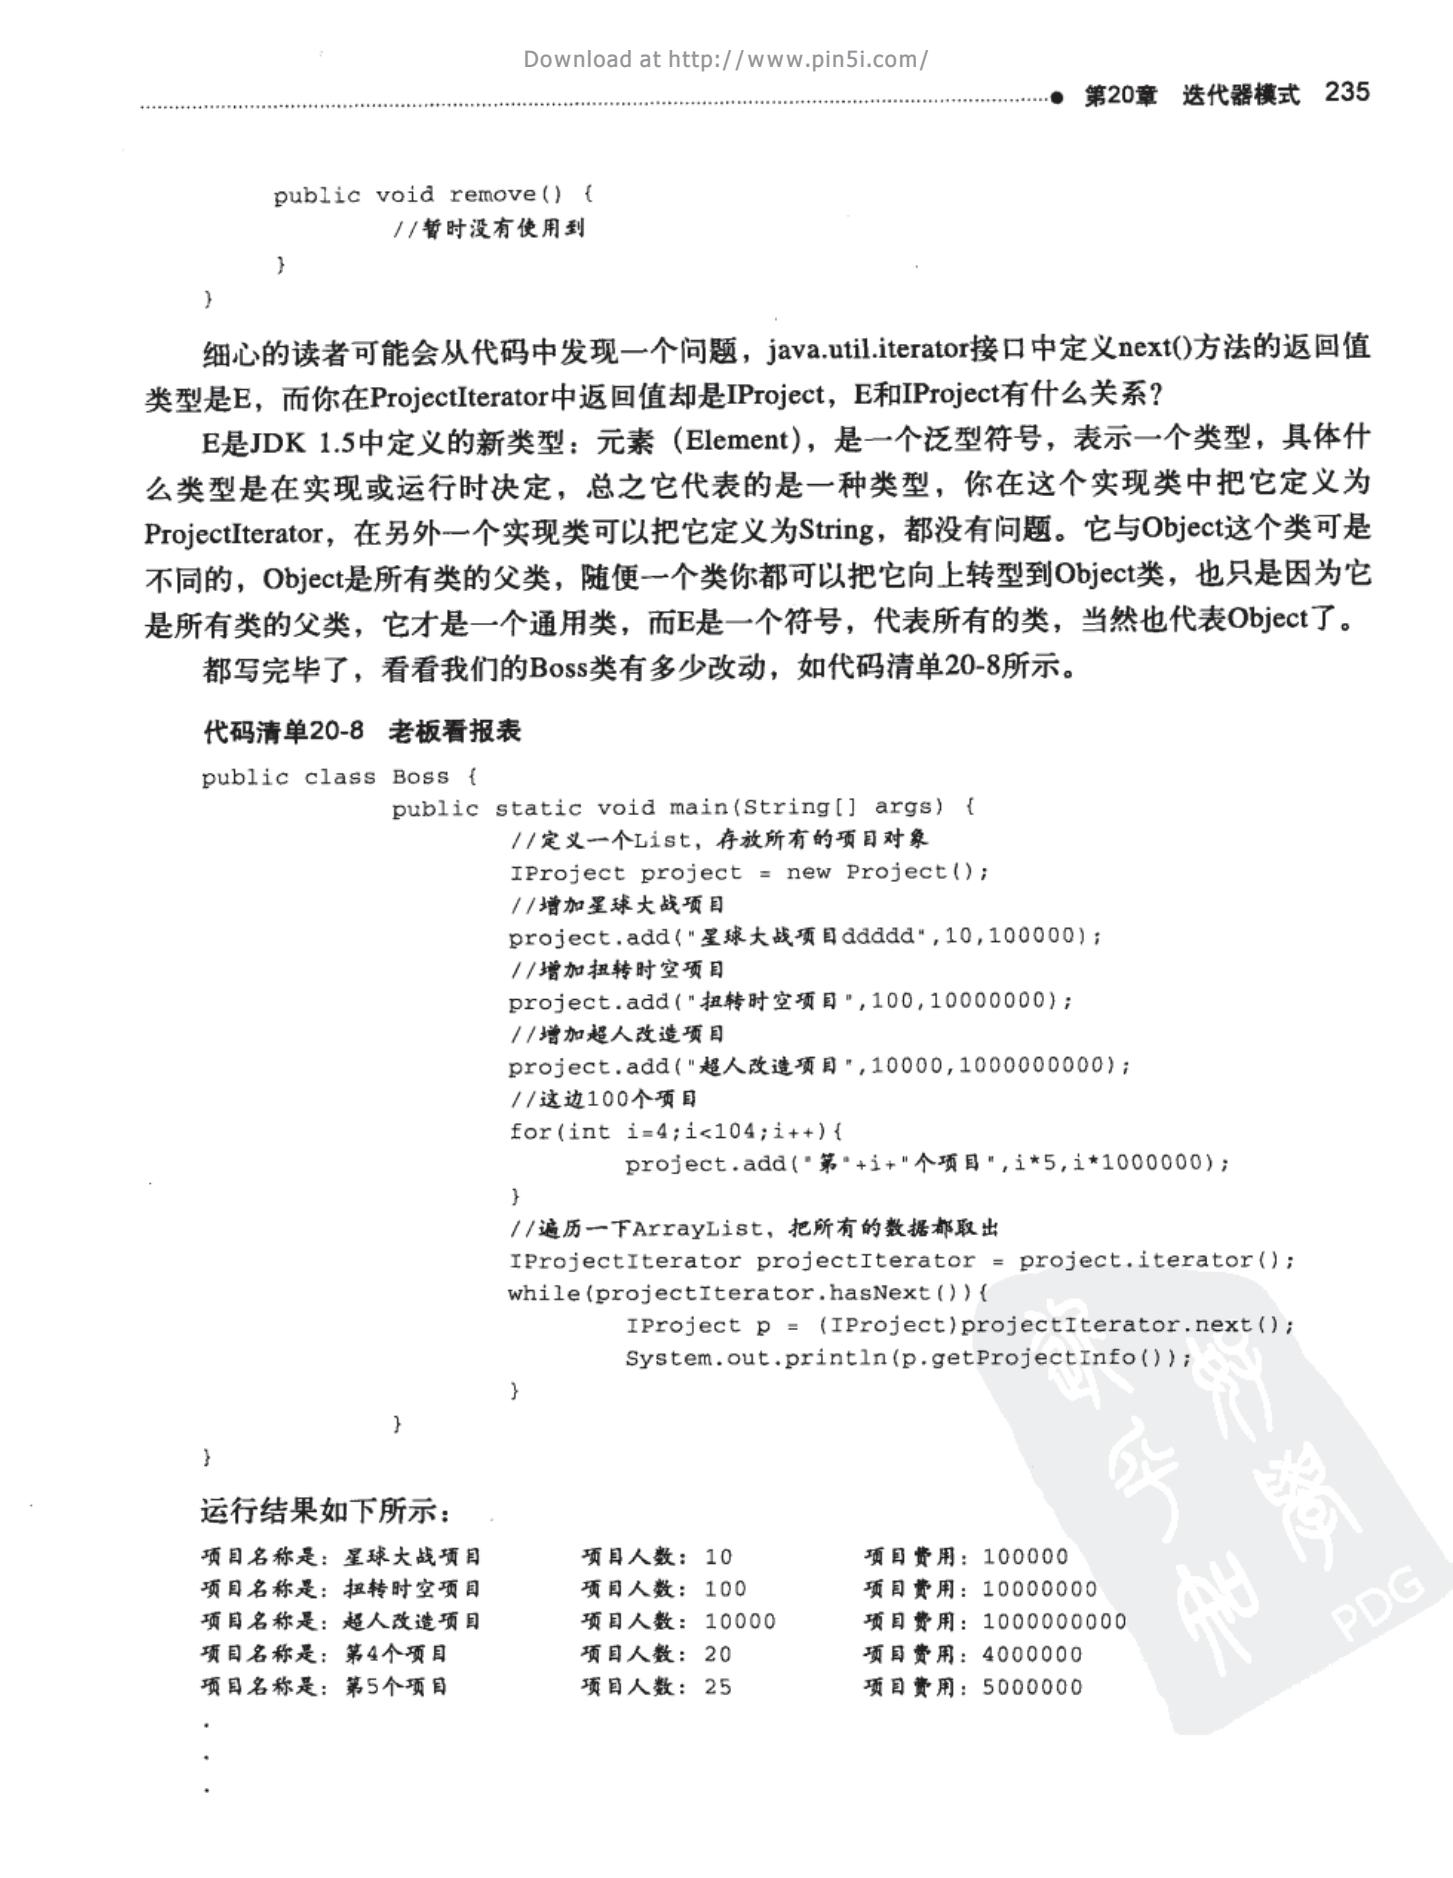 Download at http://www.pin5i.com/
第20章 迭代器模式 235
public void remove() {
//暂时没有使用到
}
}
细心的读者可能会从代码中发现一个问题，java.util.iterator接口中定义next()方法的返回值
类型是E，而你在ProjectIterator中返回值却是IProject，E和IProject有什么关系？
E是JDK 1.5中定义的新类型：元素（Element），是一个泛型符号，表示一个类型，具体什
么类型是在实现或运行时决定，总之它代表的是一种类型，你在这个实现类中把它定义为
ProjectIterator，在另外一个实现类可以把它定义为String，都没有问题。它与Object这个类可是
不同的，Object是所有类的父类，随便一个类你都可以把它向上转型到Object类，也只是因为它
是所有类的父类，它才是一个通用类，而E是一个符号，代表所有的类，当然也代表Object了。
都写完毕了，看看我们的Boss类有多少改动，如代码清单20-8所示。
代码清单20-8 老板看报表
public class Boss {
public static void main(String[] args) {
//定义一个List，存放所有的项目对象
IProject project = new Project();
//增加星球大战项目
project.add("星球大战项目ddddd",10,100000);
//增加扭转时空项目
project.add("扭转时空项目",100,10000000);
//增加超人改造项目
project.add("超人改造项目",10000,1000000000);
//这边100个项目
for(int i=4;i<104;i++){
project.add("第"+i+"个项目",i*5,i*1000000);
}
//遍历一下ArrayList，把所有的数据都取出
IProjectIterator projectIterator = project.iterator();
while(projectIterator.hasNext()){
IProject p = (IProject)projectIterator.next();
System.out.println(p.getProjectInfo());
}
}
}
运行结果如下所示：
项目名称是：星球大战项目 项目人数：10 项目费用：100000
项目名称是：扭转时空项目 项目人数：100 项目费用：10000000
项目名称是：超人改造项目 项目人数：10000 项目费用：1000000000
项目名称是：第4个项目 项目人数：20 项目费用：4000000
项目名称是：第5个项目 项目人数：25 项目费用：5000000
.
.
.
PDG